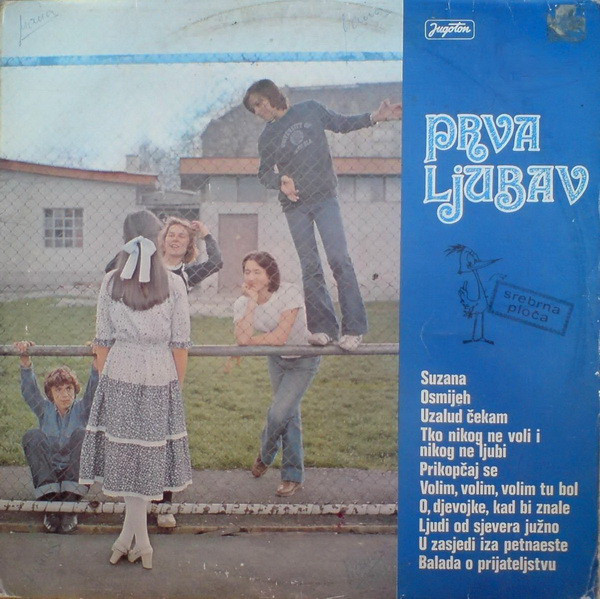 Jugoton
PRVA
LjUBAV
srebrna
ploča
Suzana
Osmijeh
Uzalud čekam
Tko nikog ne voli i
nikog ne ljubi
Prikopčaj se
Volim, volim, volim tu bol
O, djevojke, kad bi znale
Ljudi od sjevera južno
U zasjedi iza petnaeste
Balada o prijateljstvu